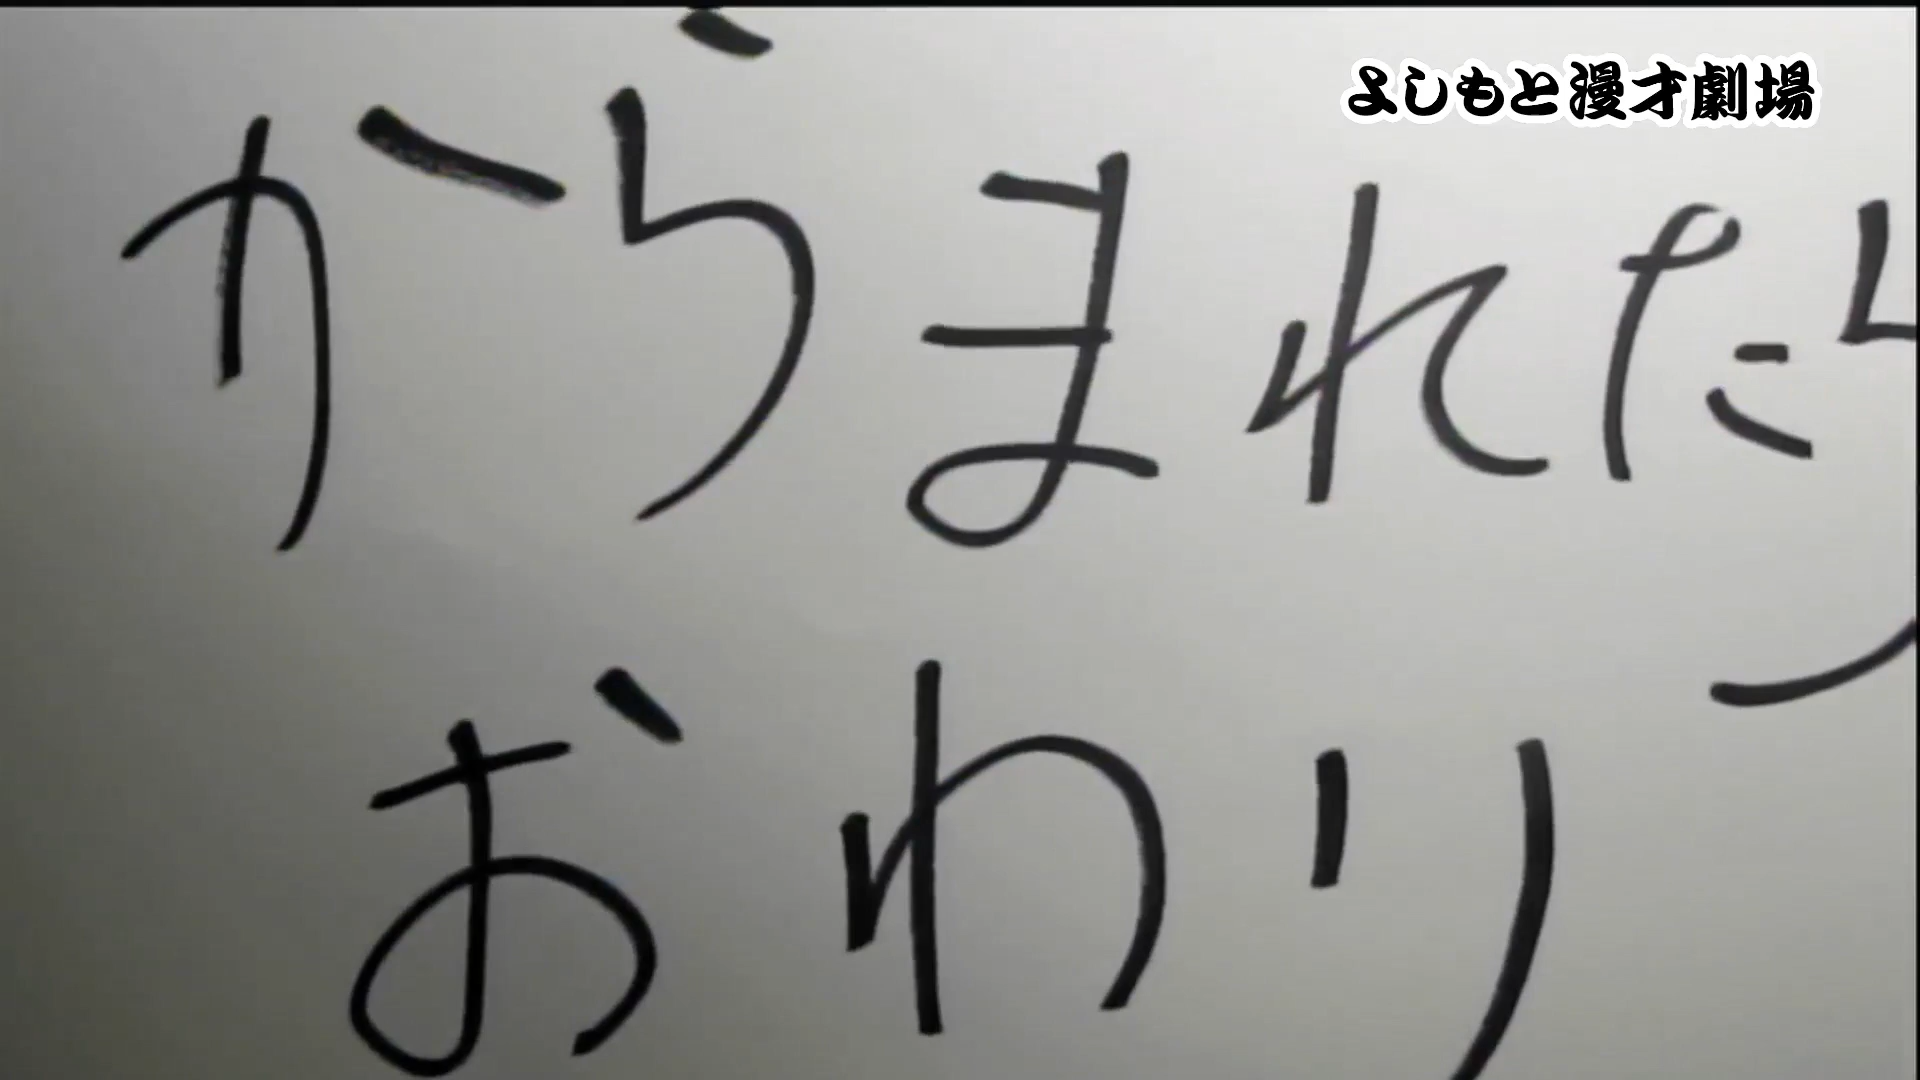 よしもと漫才劇場
からまれたら
おわり